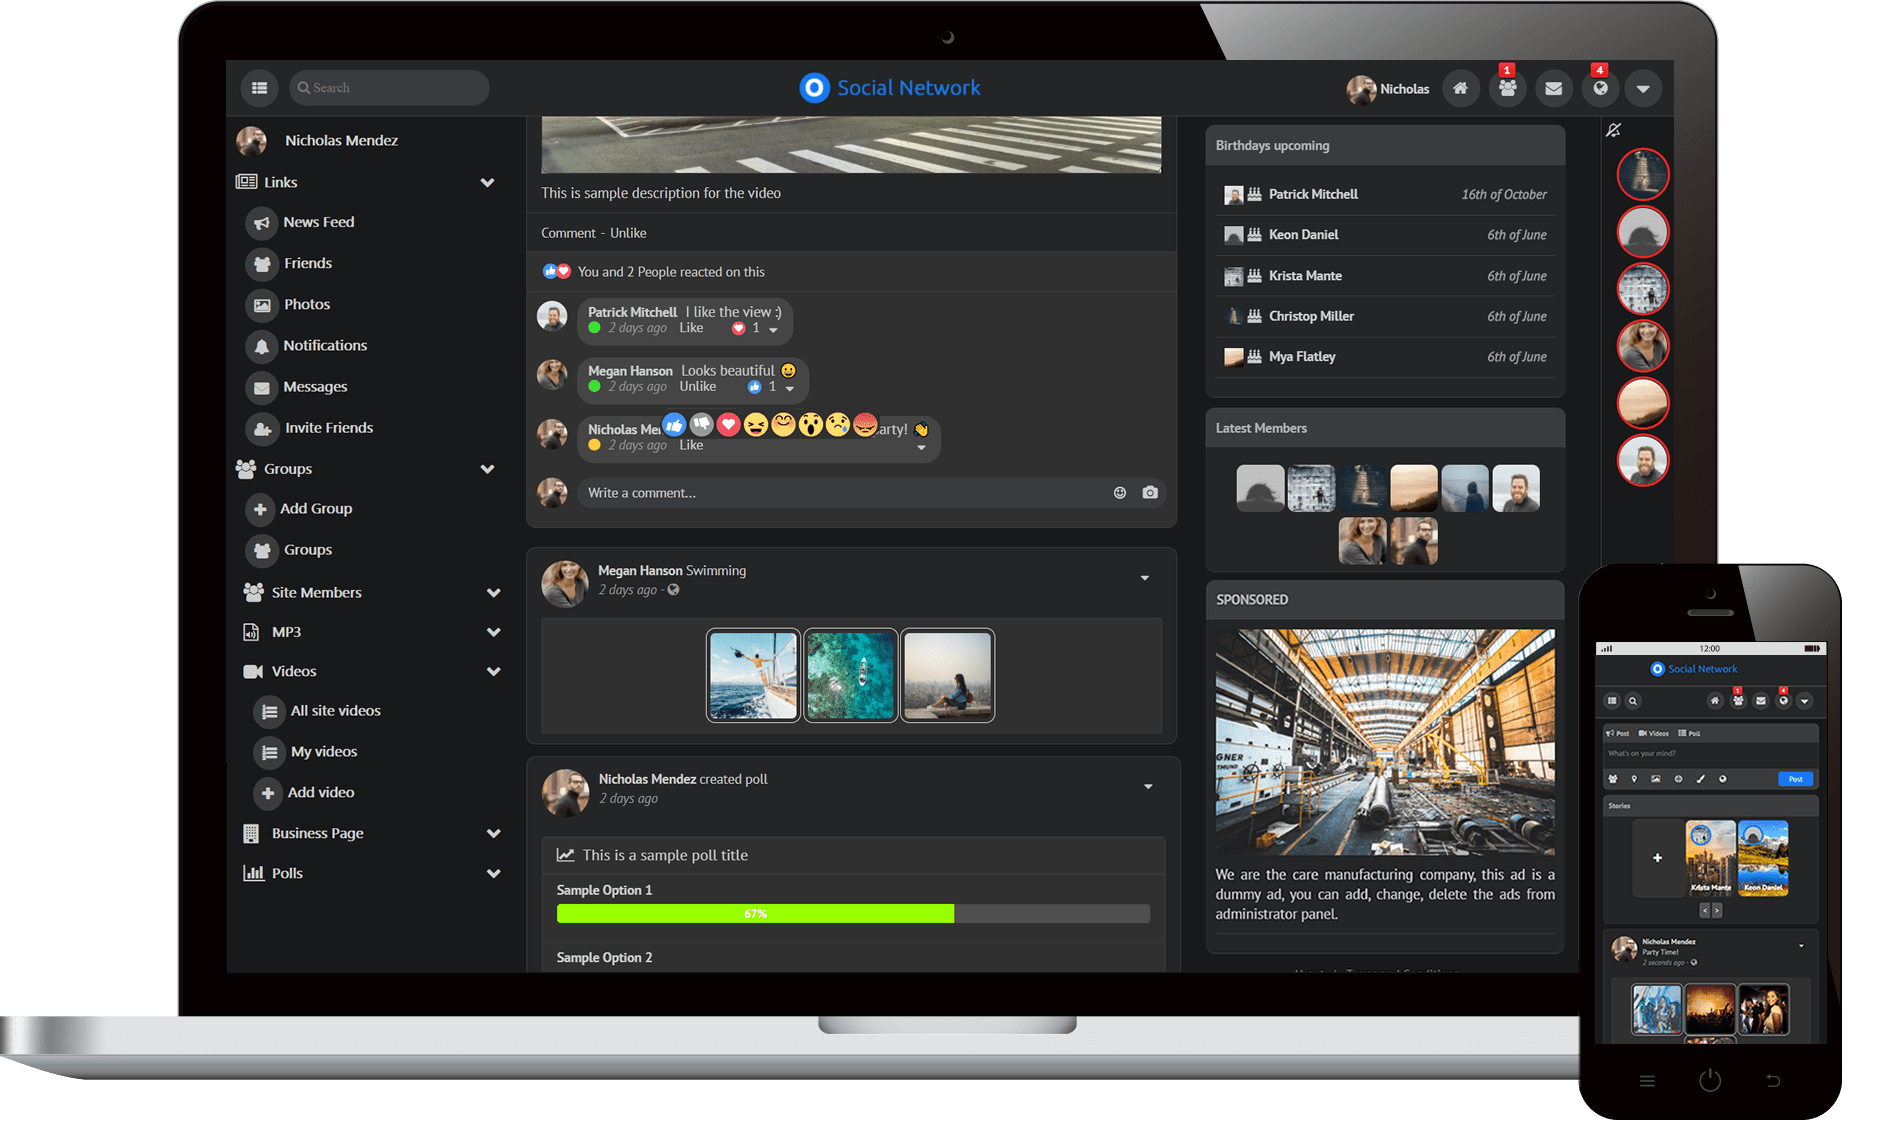 Search
Social Network
Nicholas
1
4
Nicholas Mendez
Links
News Feed
Friends
Photos
Notifications
Messages
Invite Friends
Groups
Add Group
Groups
Site Members
MP3
Videos
All site videos
My videos
Add video
Business Page
Polls
This is sample description for the video
Comment - Unlike
You and 2 People reacted on this
Patrick Mitchell I like the view :)
2 days ago Like 1
Megan Hanson Looks beautiful
2 days ago Unlike 1
Nicholas Me arty!
2 days ago Like
Write a comment...
Megan Hanson Swimming
2 days ago -
Nicholas Mendez created poll
2 days ago
This is a sample poll title
Sample Option 1
67%
Sample Option 2
Birthdays upcoming
Patrick Mitchell 16th of October
Keon Daniel 6th of June
Krista Mante 6th of June
Christop Miller 6th of June
Mya Flatley 6th of June
Latest Members
SPONSORED
GNER
TMUND
We are the care manufacturing company, this ad is a
dummy ad, you can add, change, delete the ads from
administrator panel.
12:00
Social Network
1
4
Post Videos Poll
What's on your mind?
Post
Stories
Krista Mante
Keon Daniel
< >
Nicholas Mendez
Party Time!
2 seconds ago -